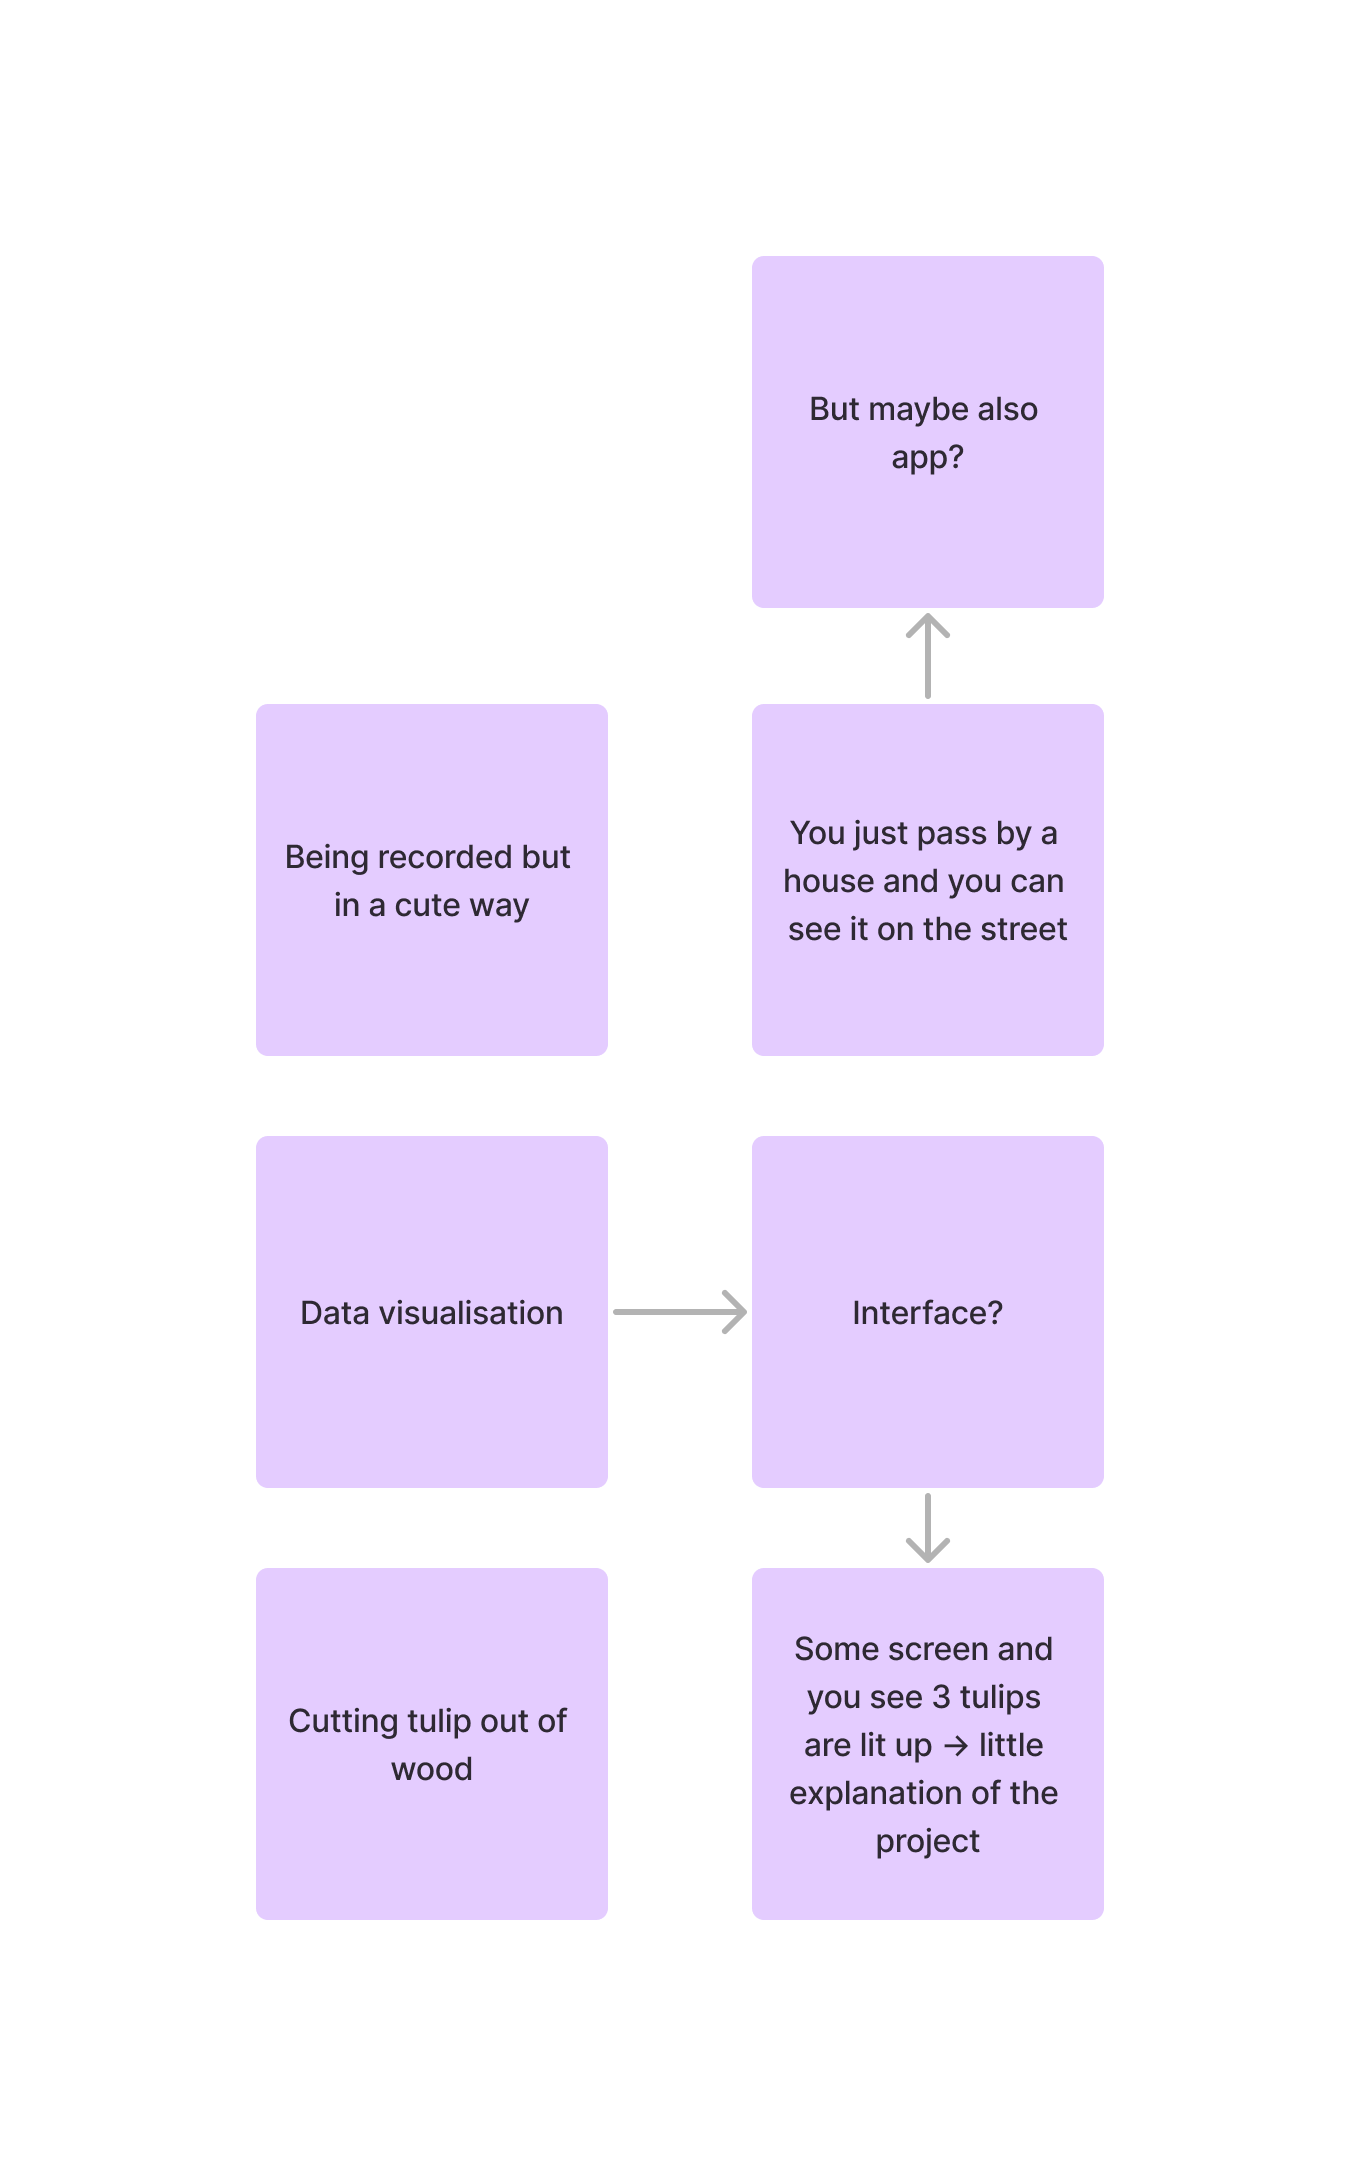 But maybe also
app?
Being recorded but
in a cute way
You just pass by a
house and you can
see it on the street
Data visualisation
Interface?
Cutting tulip out of
wood
Some screen and
you see 3 tulips
are lit up → little
explanation of the
project